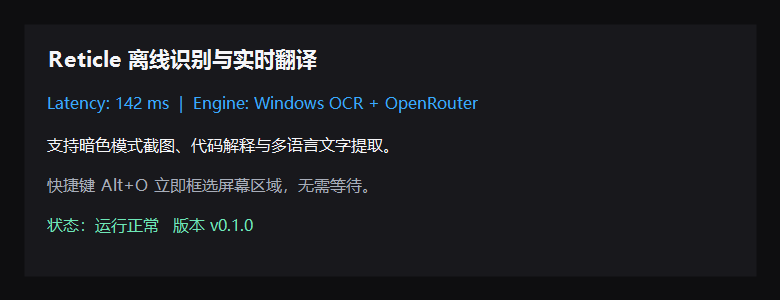 Reticle 离线识别与实时翻译
Latency: 142 ms | Engine: Windows OCR + OpenRouter
支持暗色模式截图、代码解释与多语言文字提取。
快捷键 Alt+O 立即框选屏幕区域，无需等待。
状态：运行正常 版本 v0.1.0